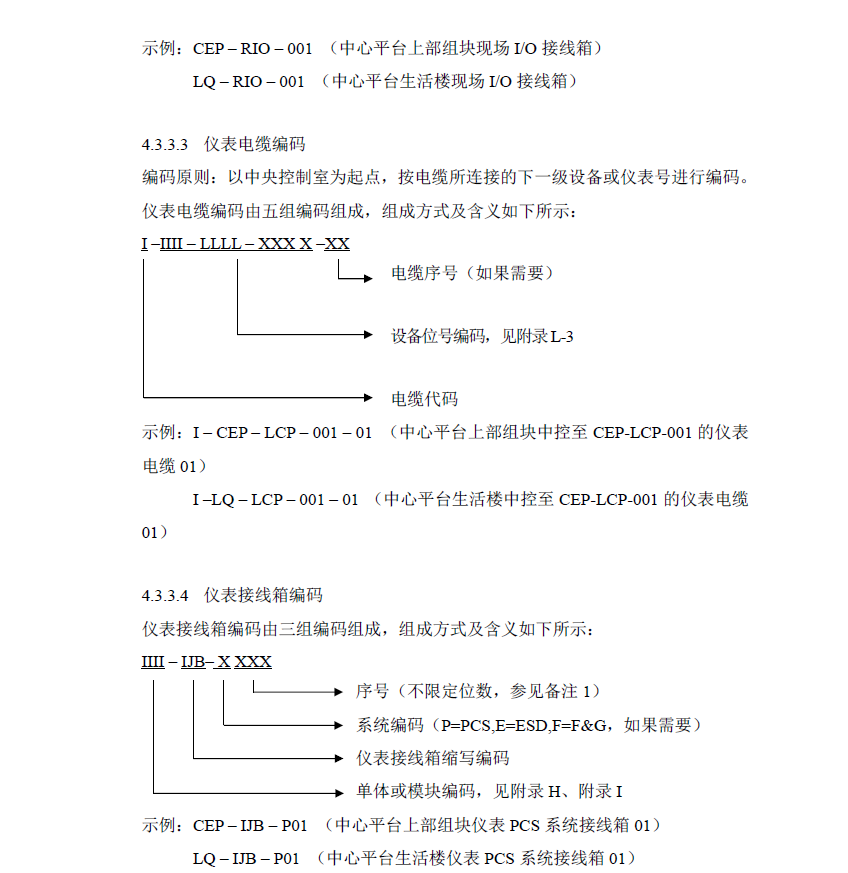 示例：CEP – RIO – 001 （中心平台上部组块现场 I/O 接线箱）
LQ – RIO – 001 （中心平台生活楼现场 I/O 接线箱）
4.3.3.3 仪表电缆编码
编码原则：以中央控制室为起点，按电缆所连接的下一级设备或仪表号进行编码。
仪表电缆编码由五组编码组成，组成方式及含义如下所示：
I –IIII – LLLL – XXX X –XX
电缆序号（如果需要）
设备位号编码，见附录 L-3
电缆代码
示例：I – CEP – LCP – 001 – 01 （中心平台上部组块中控至 CEP-LCP-001 的仪表
电缆 01）
I –LQ – LCP – 001 – 01 （中心平台生活楼中控至 CEP-LCP-001 的仪表电缆
01）
4.3.3.4 仪表接线箱编码
仪表接线箱编码由三组编码组成，组成方式及含义如下所示：
IIII – IJB– X XXX
序号（不限定位数，参见备注 1）
系统编码（P=PCS,E=ESD,F=F&G，如果需要）
仪表接线箱缩写编码
单体或模块编码，见附录 H、附录 I
示例：CEP – IJB – P01 （中心平台上部组块仪表 PCS 系统接线箱 01）
LQ – IJB – P01 （中心平台生活楼仪表 PCS 系统接线箱 01）